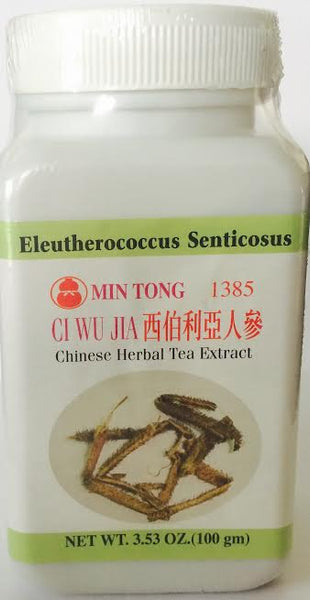 Eleutherococcus Senticosus
MIN TONG 1385
CI WU JIA 西伯利亞人參
Chinese Herbal Tea Extract
NET WT. 3.53 OZ.(100 gm)